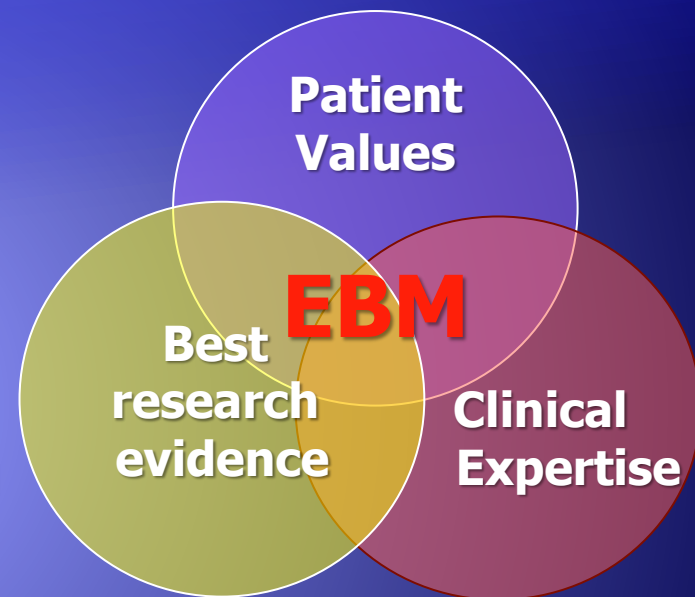 Patient
Values
EBM
Best
research
evidence
Clinical
Expertise